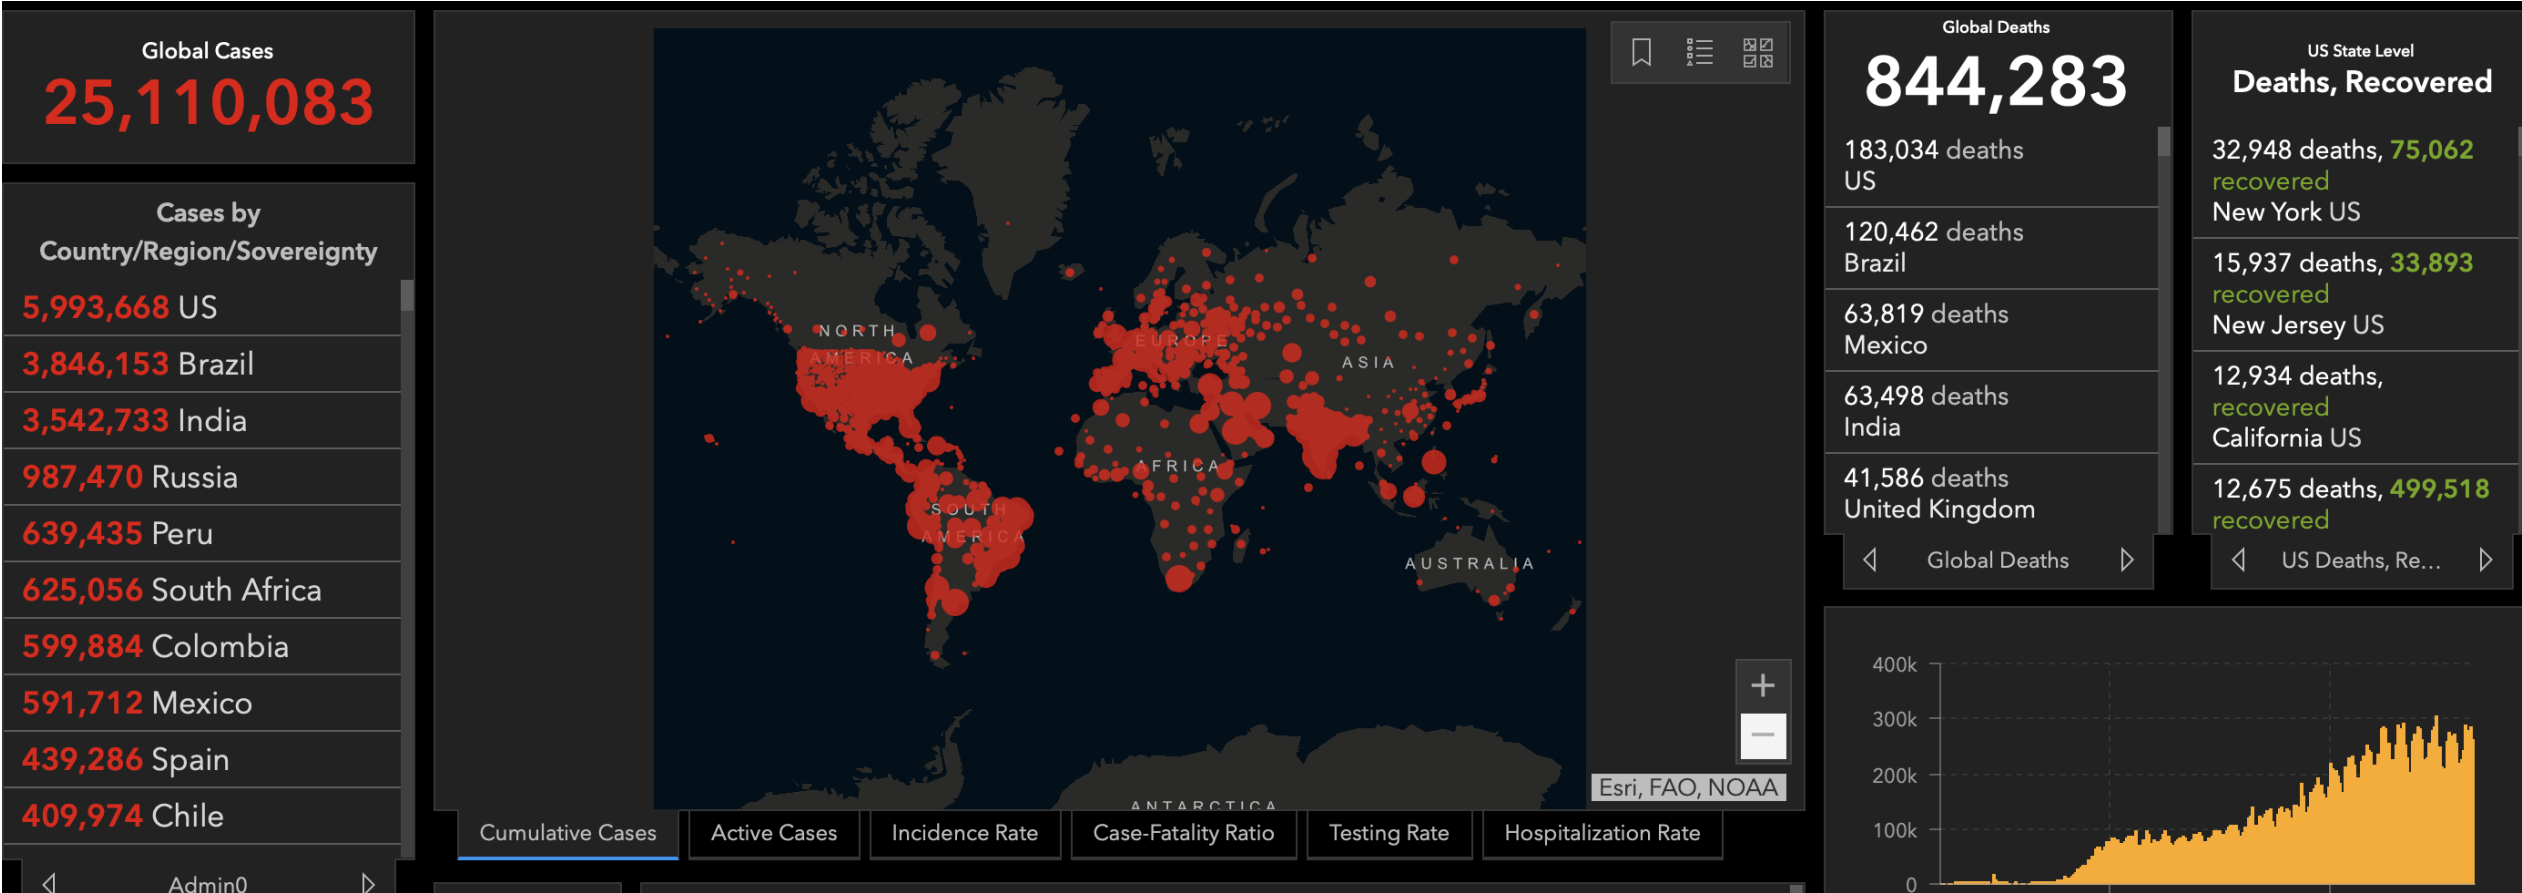 Global Cases
25,110,083
Cases by
Country/Region/Sovereignty
5,993,668 US
3,846,153 Brazil
3,542,733 India
987,470 Russia
639,435 Peru
625,056 South Africa
599,884 Colombia
591,712 Mexico
439,286 Spain
409,974 Chile
Admin0
NORTH
AMERICA
EUROPE
ASIA
AFRICA
SOUTH
AMERICA
AUSTRALIA
ANTARCTICA
Esri, FAO, NOAA
Cumulative Cases
Active Cases
Incidence Rate
Case-Fatality Ratio
Testing Rate
Hospitalization Rate
Global Deaths
844,283
183,034 deaths
US
120,462 deaths
Brazil
63,819 deaths
Mexico
63,498 deaths
India
41,586 deaths
United Kingdom
Global Deaths
US State Level
Deaths, Recovered
32,948 deaths, 75,062
recovered
New York US
15,937 deaths, 33,893
recovered
New Jersey US
12,934 deaths,
recovered
California US
12,675 deaths, 499,518
recovered
US Deaths, Re...
400k
300k
200k
100k
0